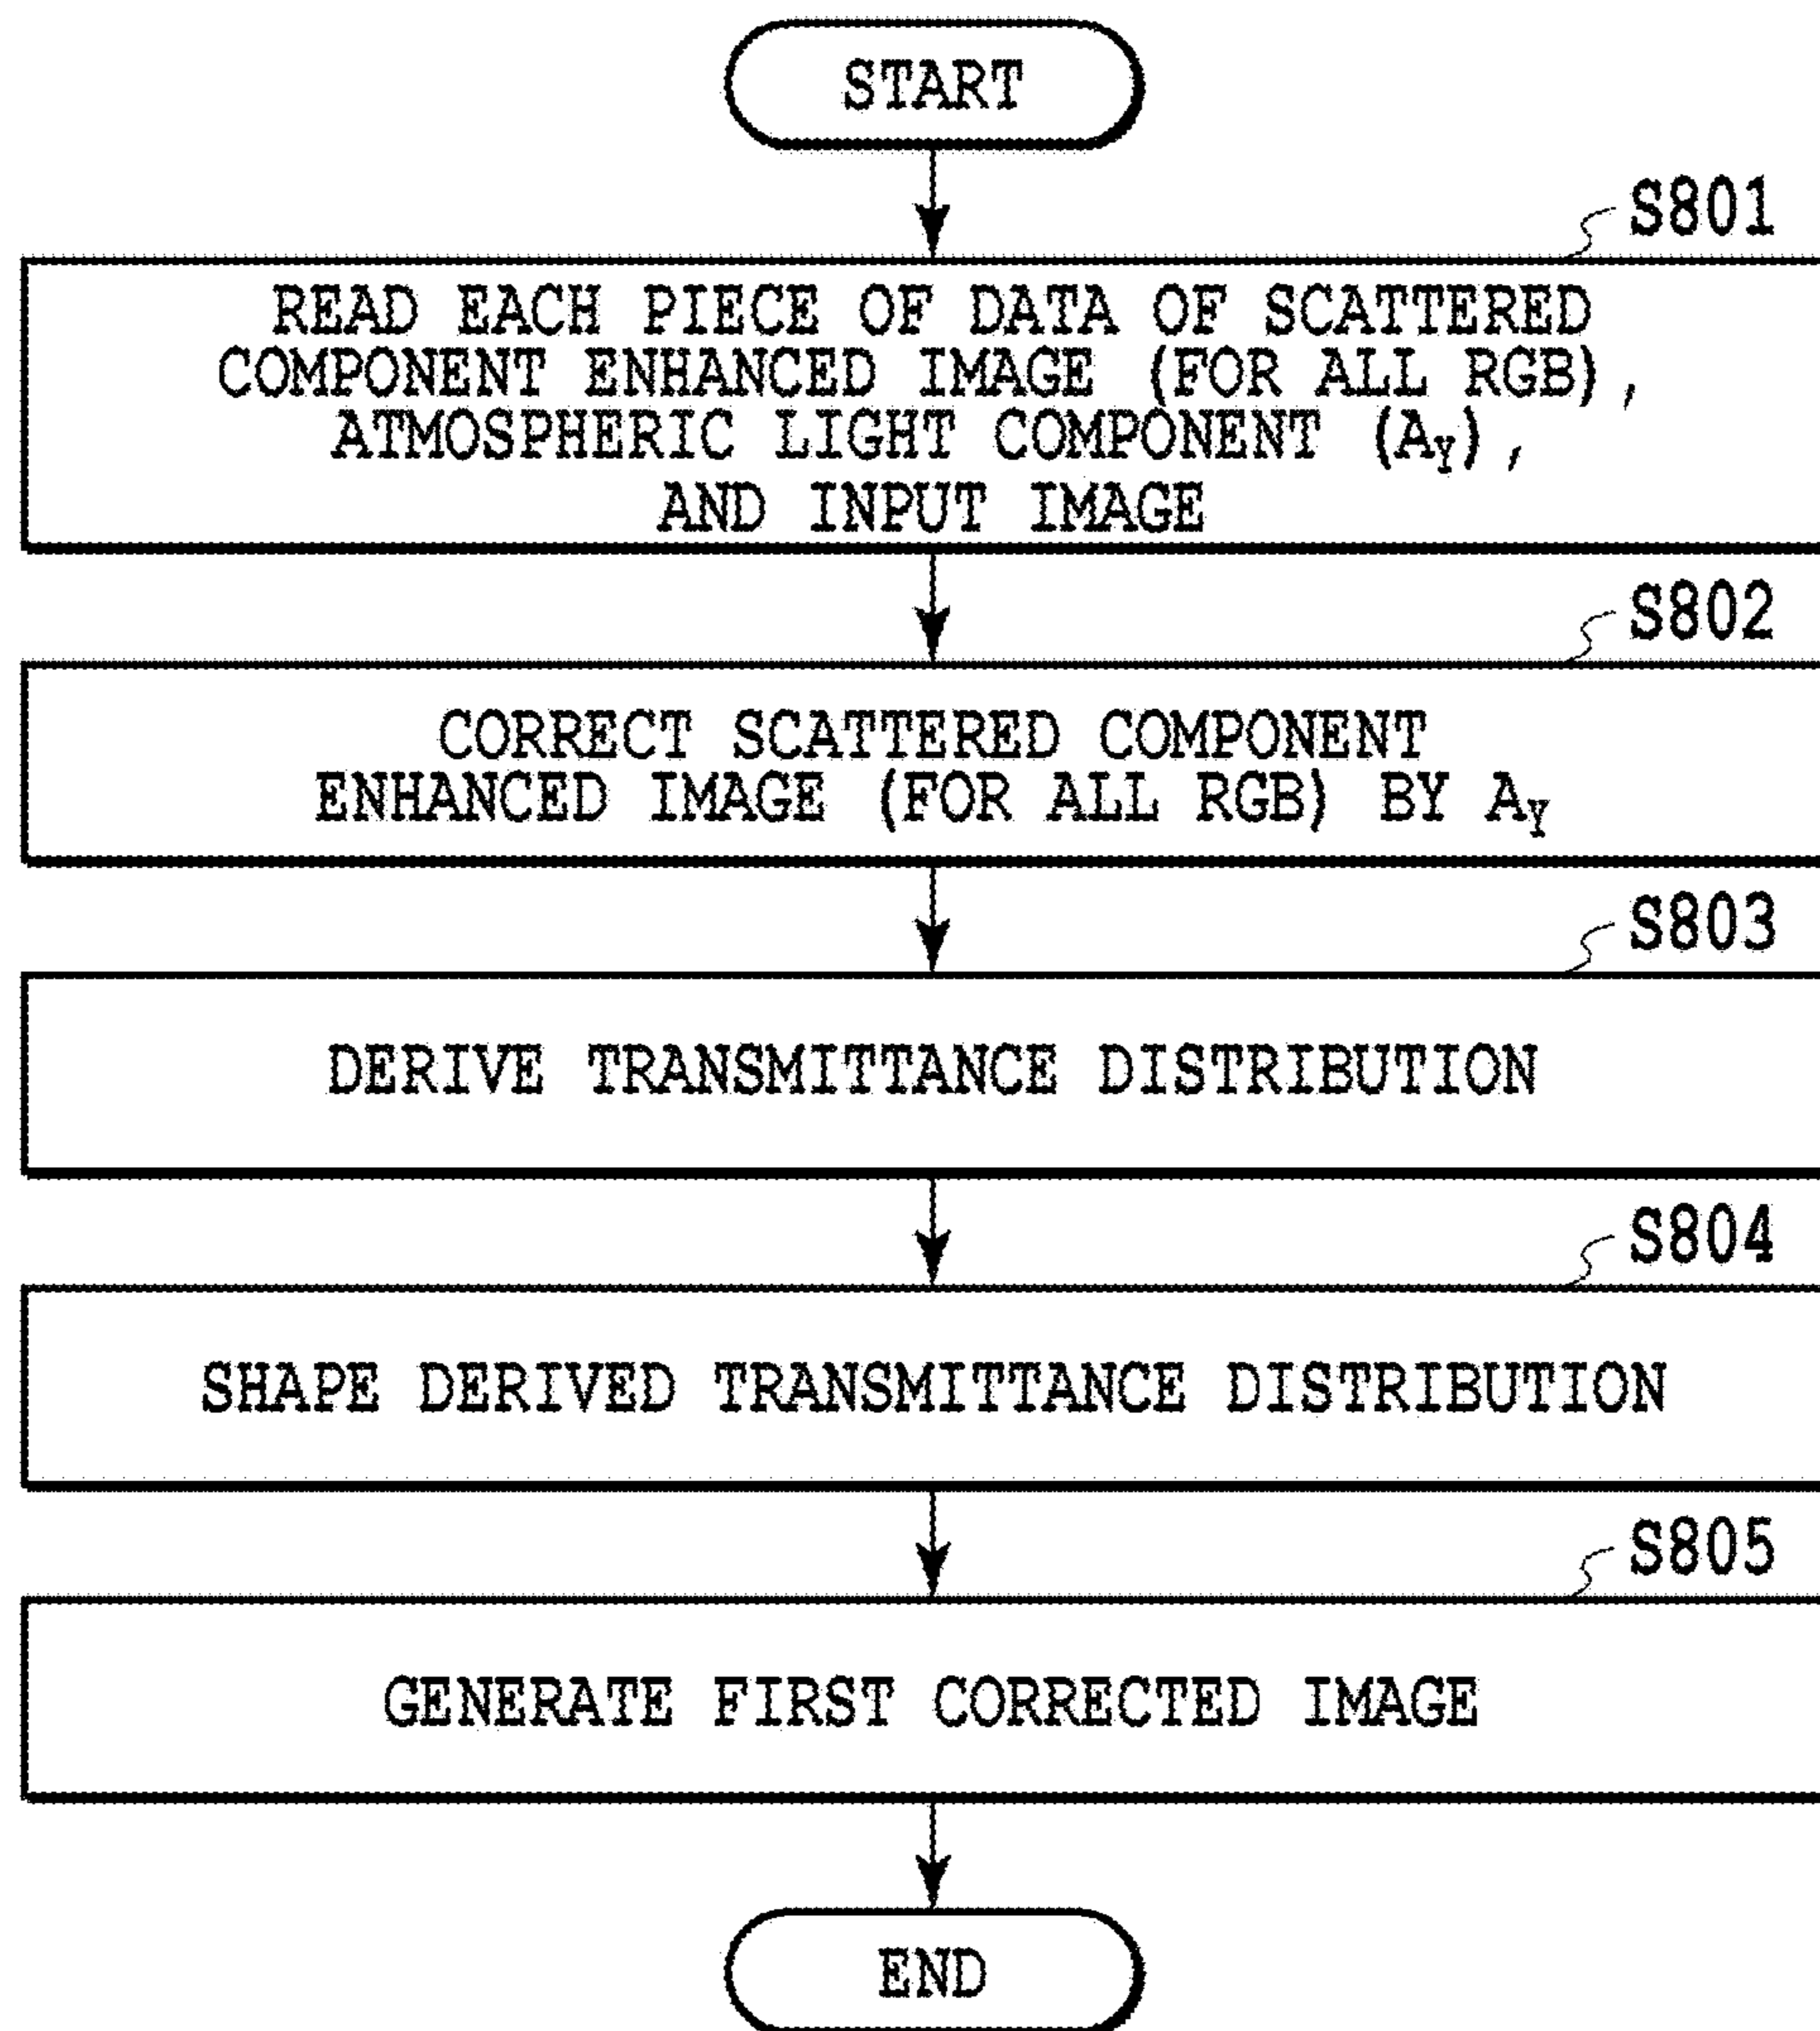 START
S801
READ EACH PIECE OF DATA OF SCATTERED
COMPONENT ENHANCED IMAGE (FOR ALL RGB),
ATMOSPHERIC LIGHT COMPONENT (AY),
AND INPUT IMAGE
S802
CORRECT SCATTERED COMPONENT
ENHANCED IMAGE (FOR ALL RGB) BY AY
S803
DERIVE TRANSMITTANCE DISTRIBUTION
S804
SHAPE DERIVED TRANSMITTANCE DISTRIBUTION
S805
GENERATE FIRST CORRECTED IMAGE
END